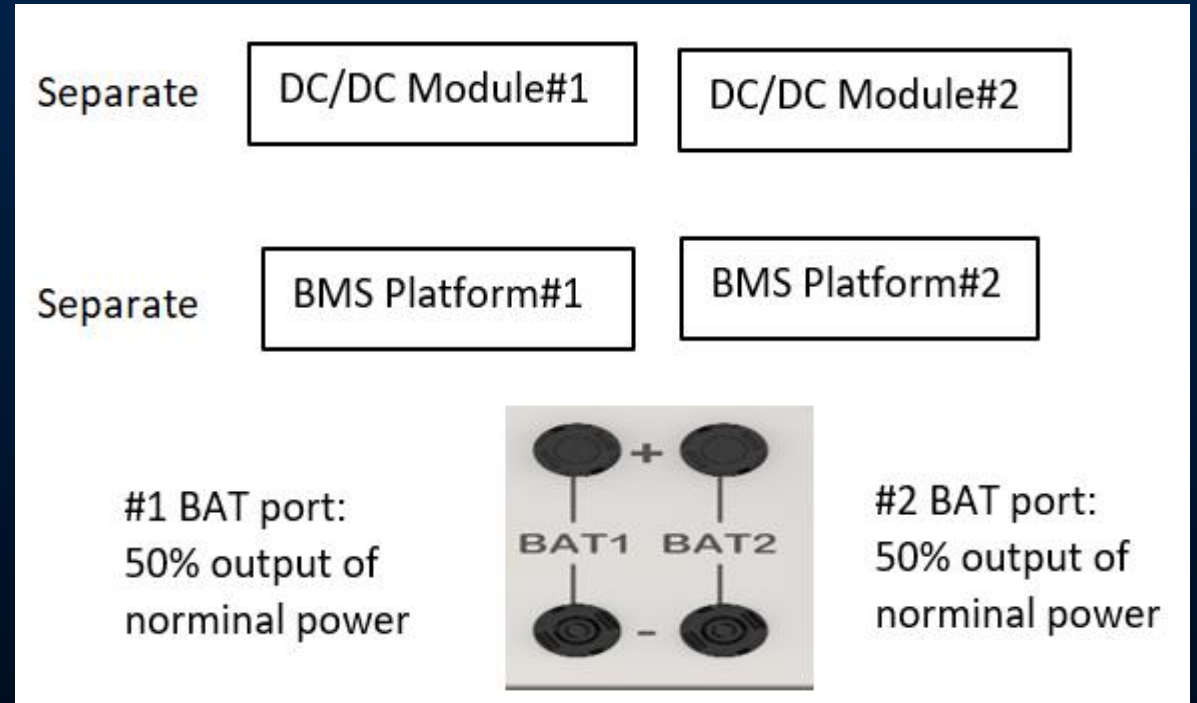 Separate DC/DC Module#1 DC/DC Module#2
Separate BMS Platform#1 BMS Platform#2
#1 BAT port:
50% output of
norminal power
+
BAT1 BAT2
-
#2 BAT port:
50% output of
norminal power